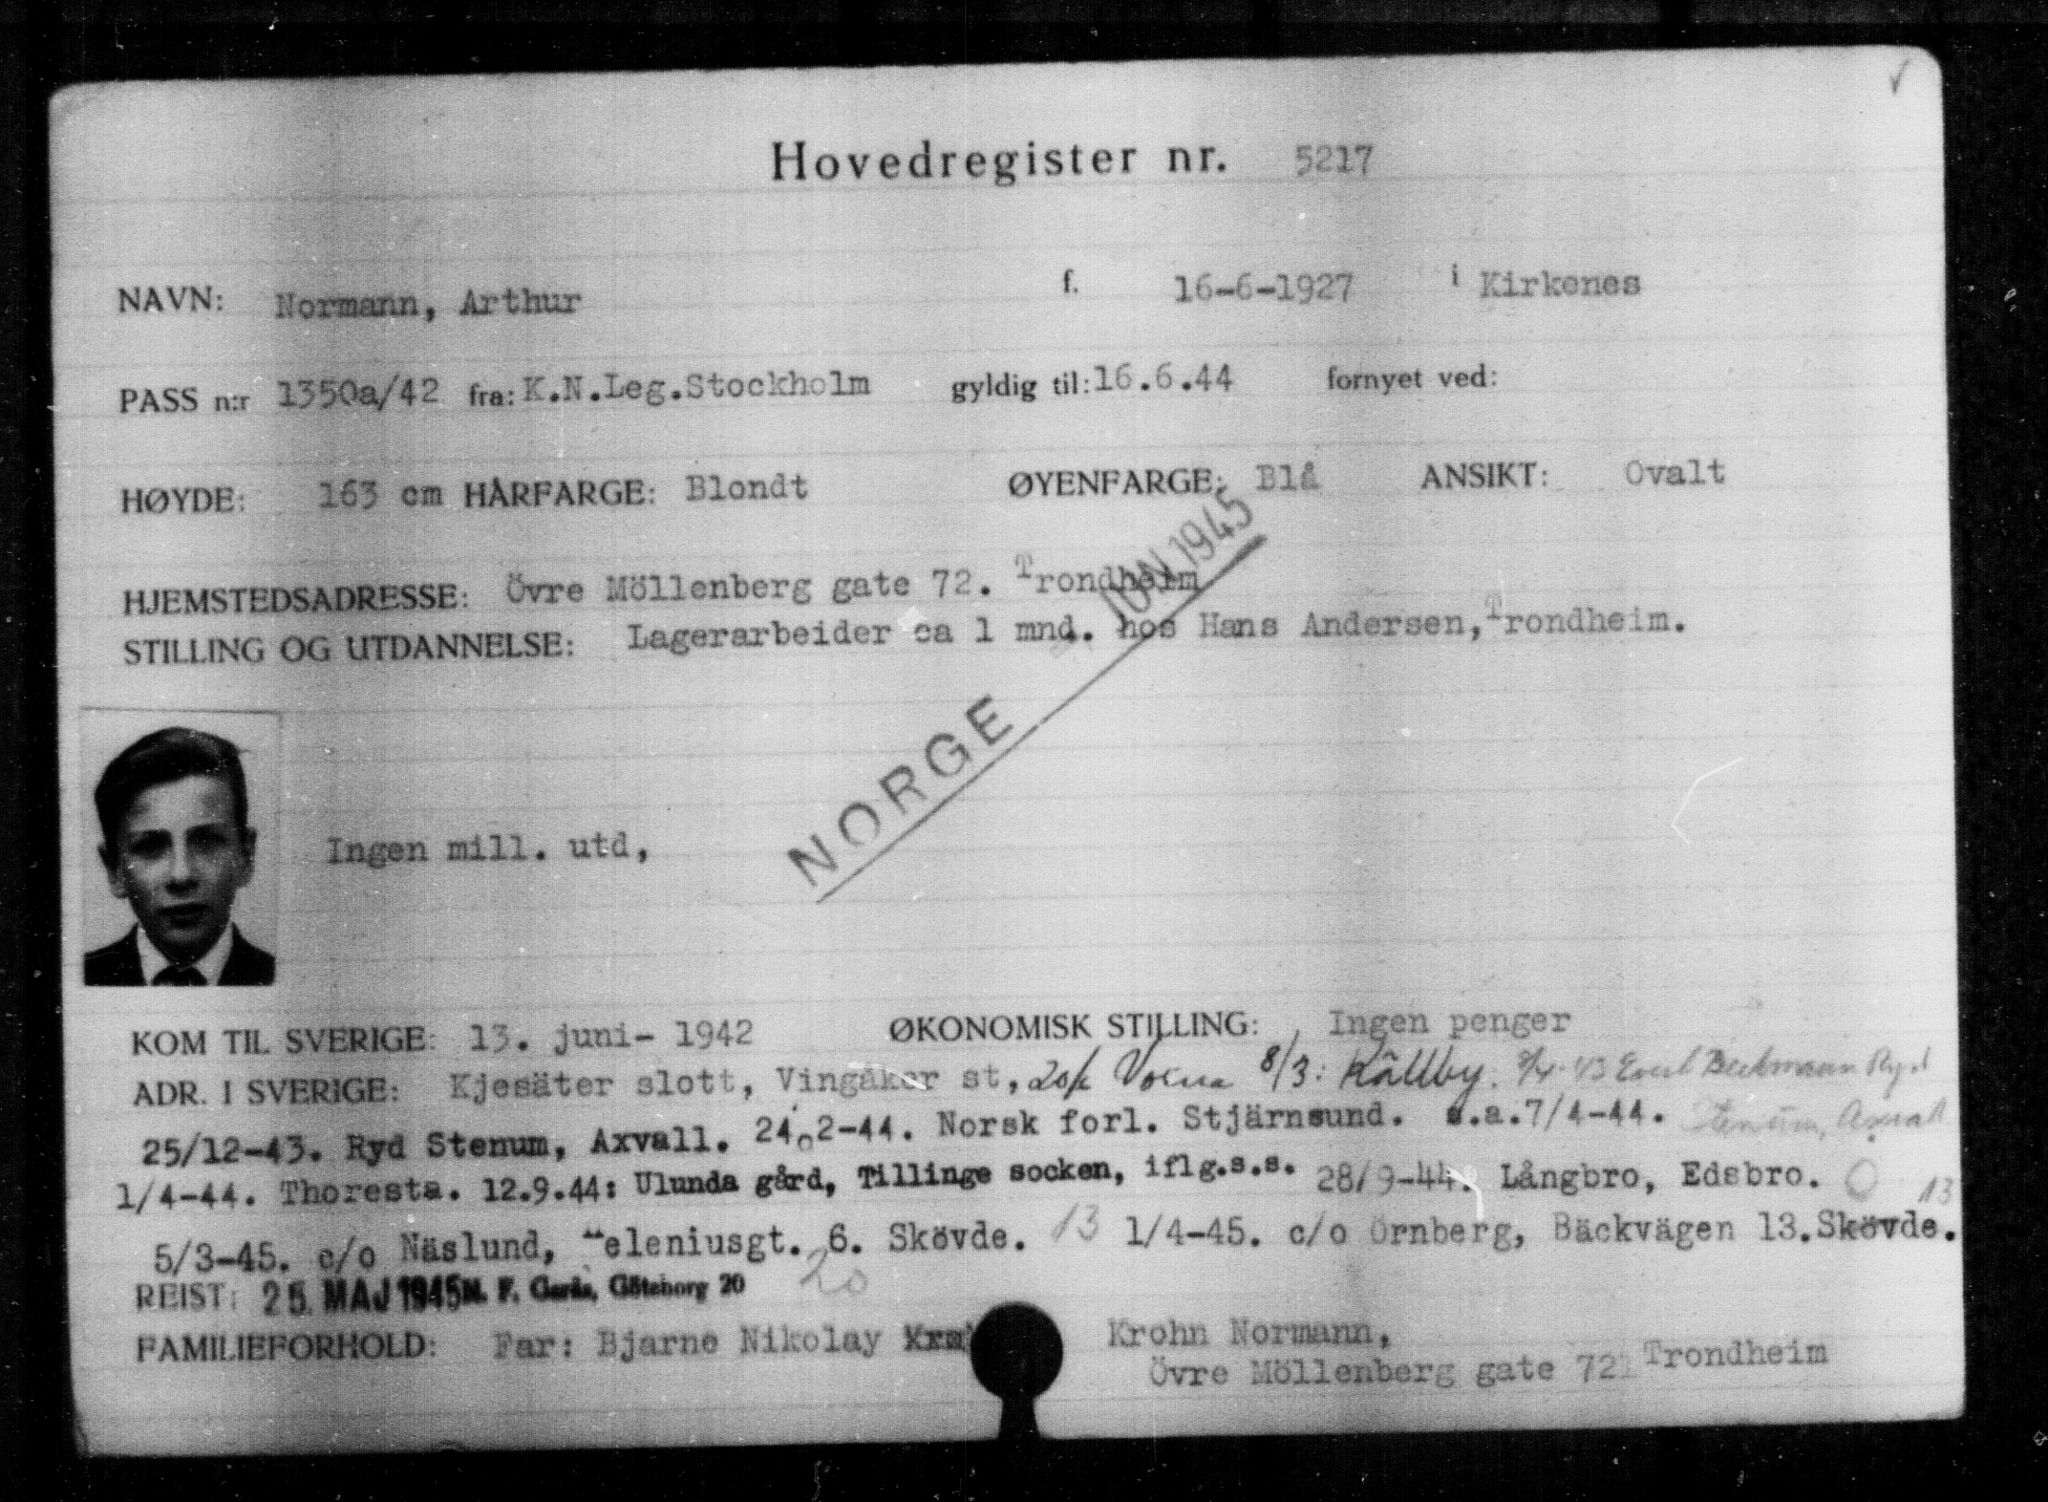 Hovedregister nr. 5217
NAVN: Normann, Arthur f. 16-6-1927 i Kirkenes
PASS n:r 1350a/42 fra: K.N.Leg.Stockholm gyldig til: 16.6.44 fornyet ved:
HØYDE: 163 cm HÅRFARGE: Blondt ØYENFARGE: Blå ANSIKT: Ovalt
HJEMSTEDSADRESSE: Övre Möllenberg gate 72. Trondheim
STILLING OG UTDANNELSE: Lagerarbeider ca 1 mnd. hos Hans Andersen, Trondheim.
JUN 1945
NORGE
Ingen mill. utd,
KOM TIL SVERIGE: 13. juni- 1942 ØKONOMISK STILLING: Ingen penger
ADR. I SVERIGE: Kjesäter slott, Vingåker st, 8/3: Källby.
25/12-43. Ryd Stenum, Axvall. 24. 2-44. Norsk forl. Stjärnsund. s.a.7/4-44. Stenum,
1/4-44. Thoresta. 12.9.44: Ulunda gård, Tillinge socken, iflg.s.s. 28/9-44. Långbro, Edsbro. 13
5/3-45. c/o Näslund, eleniusgt. 6. Skövde. 13 1/4-45. c/o Örnberg, Bäckvägen 13. Skövde.
REIST: 25. MAJ 1945 Göteborg 20 20
FAMILIEFORHOLD: Far: Bjarne Nikolay Krohn Normann,
Övre Möllenberg gate 72 Trondheim